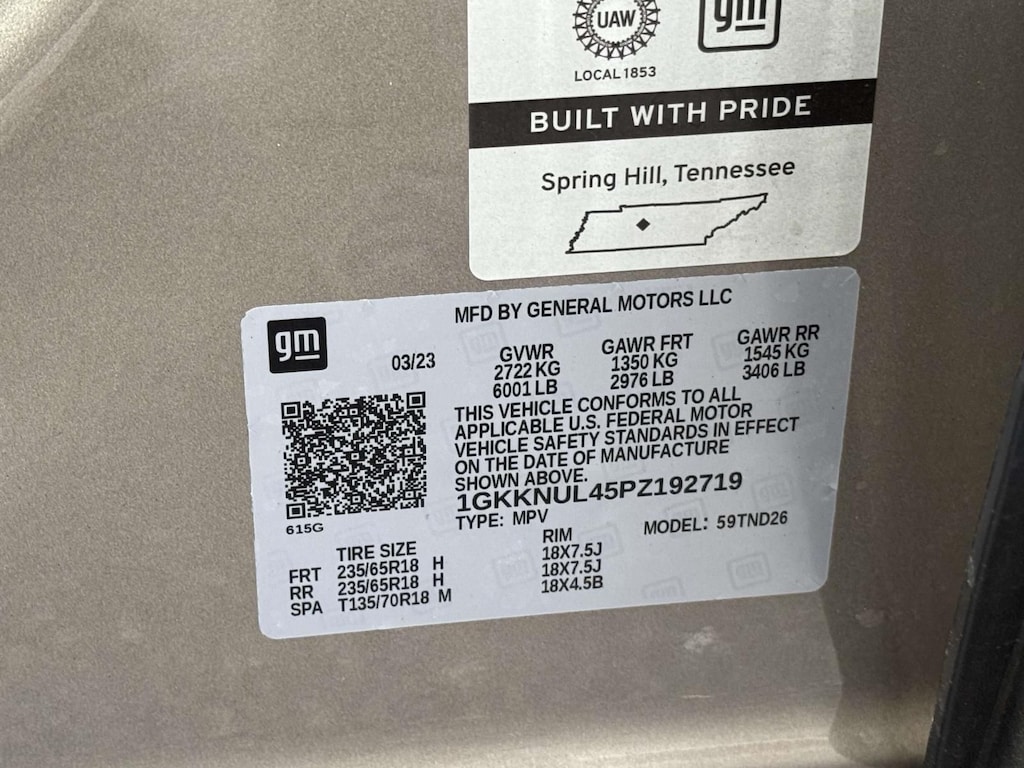 UAW
gm
LOCAL 1853
BUILT WITH PRIDE
Spring Hill, Tennessee
gm
MFD BY GENERAL MOTORS LLC
03/23
GVWR
2722 KG
6001 LB
GAWR FRT
1350 KG
2976 LB
GAWR RR
1545 KG
3406 LB
THIS VEHICLE CONFORMS TO ALL
APPLICABLE U.S. FEDERAL MOTOR
VEHICLE SAFETY STANDARDS IN EFFECT
ON THE DATE OF MANUFACTURE
SHOWN ABOVE.
1GKKNUL45PZ192719
TYPE: MPV
MODEL: 59TND26
615G
TIRE SIZE
RIM
FRT 235/65R18 H 18X7.5J
RR 235/65R18 H 18X7.5J
SPA T135/70R18 M 18X4.5B